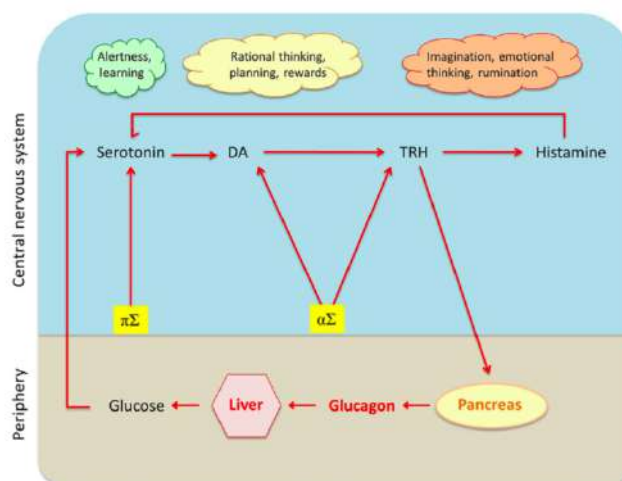 Alertness,
learning
Rational thinking,
planning, rewards
Imagination, emotional
thinking, rumination
Central nervous system
Serotonin
DA
TRH
Histamine
πΣ
αΣ
Periphery
Glucose
Liver
Glucagon
Pancreas